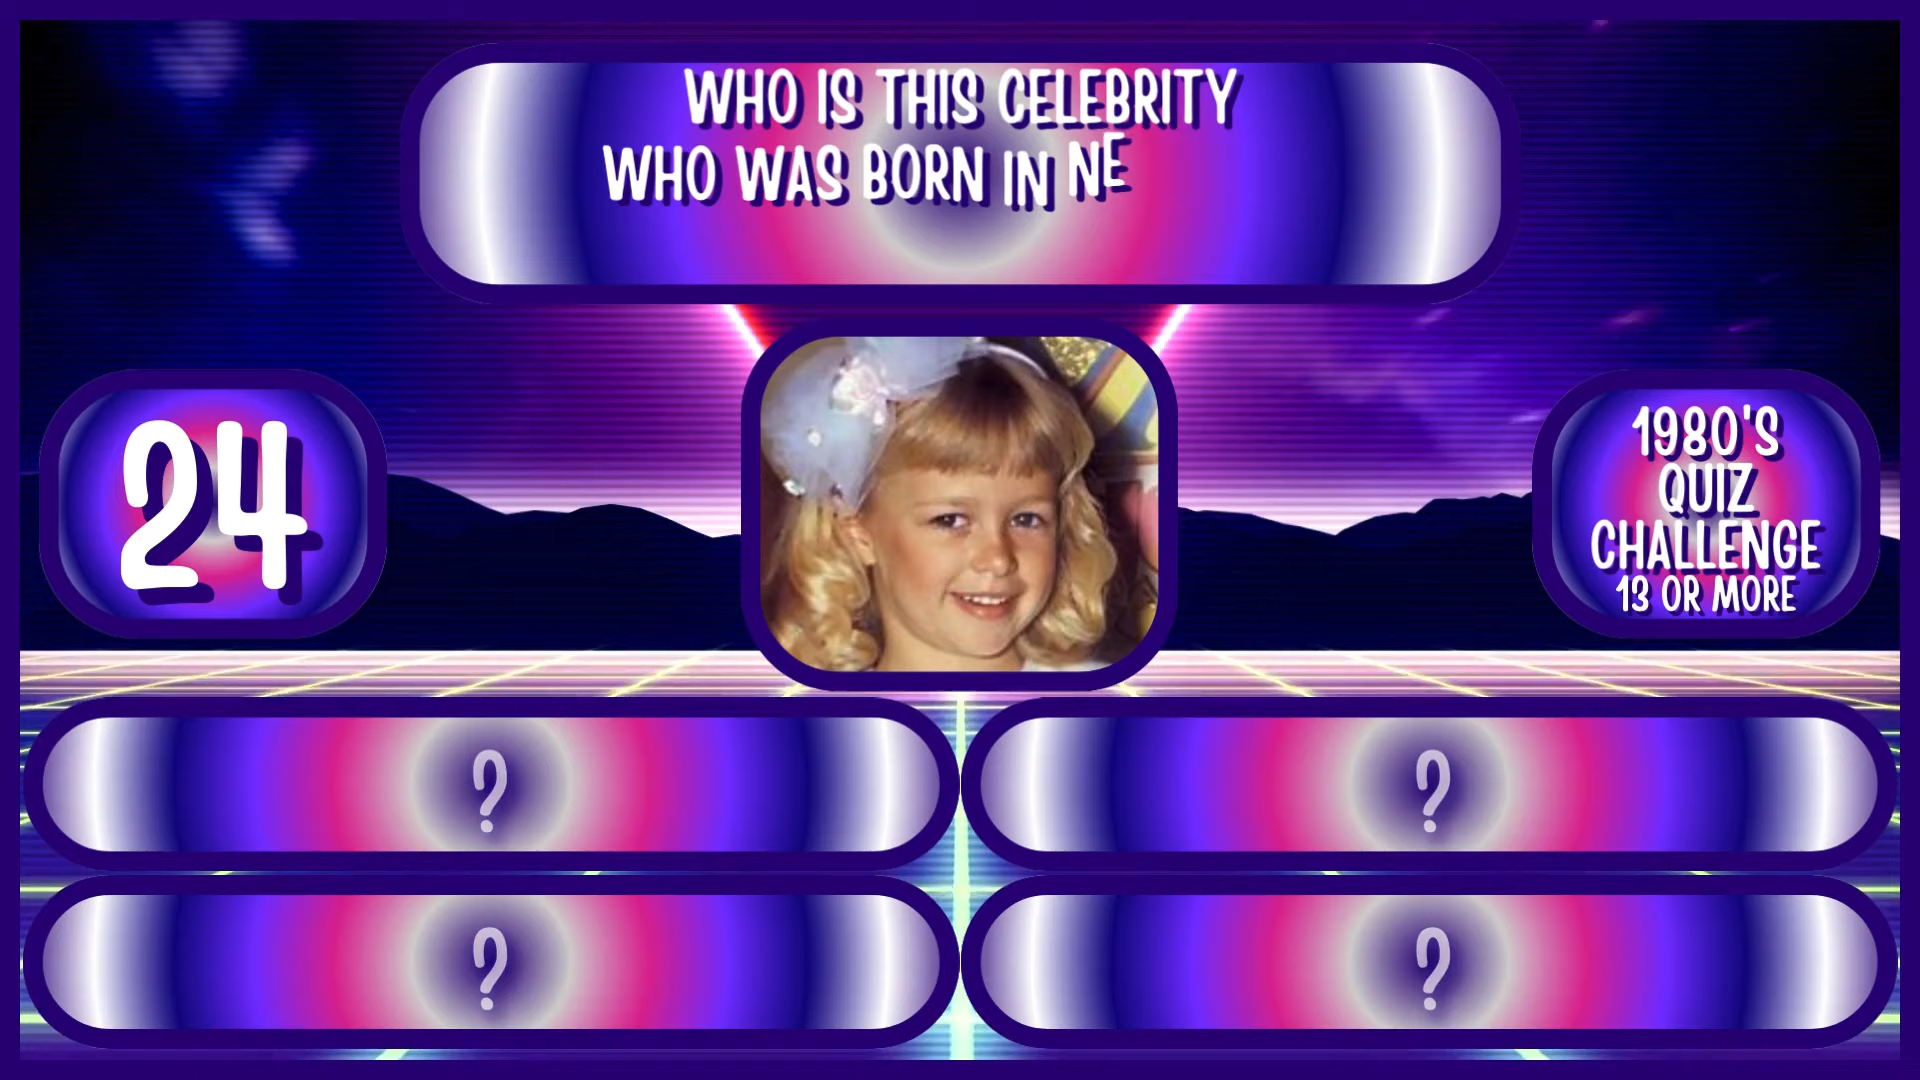 WHO IS THIS CELEBRITY
WHO WAS BORN IN NE
24
1980'S
QUIZ
CHALLENGE
13 OR MORE
?
?
?
?